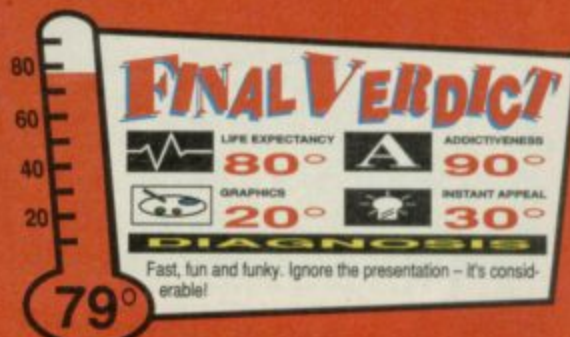 FINAL VERDICT
80
60
40
20
LIFE EXPECTANCY
80°
A
ADDICTIVENESS
90°
GRAPHICS
20°
INSTANT APPEAL
30°
DIAGNOSIS
Fast, fun and funky. Ignore the presentation – it's consid-
erable!
79°